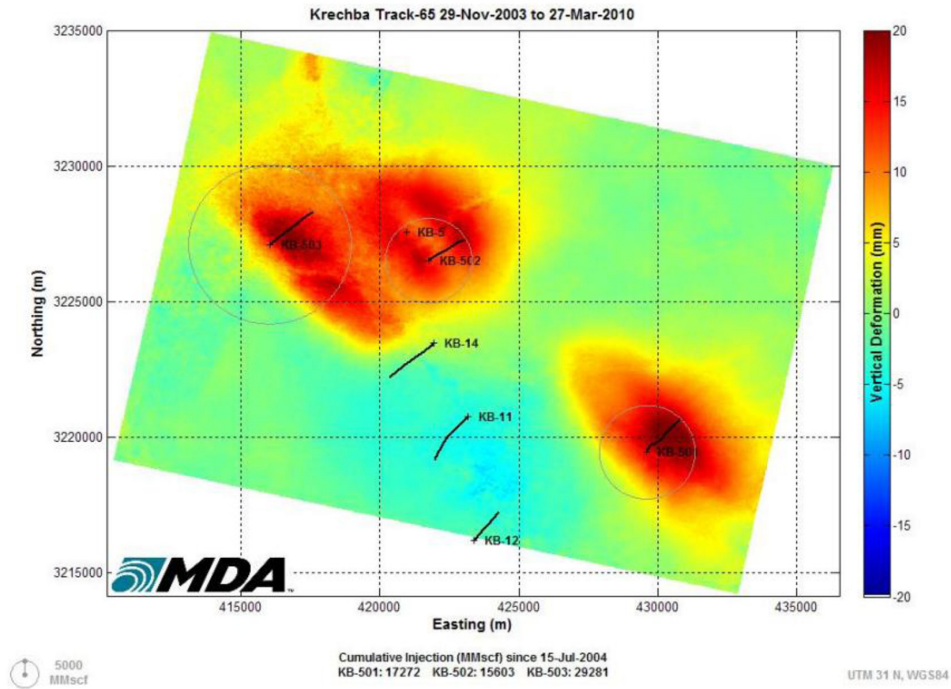 Krechba Track-65 29-Nov-2003 to 27-Mar-2010
3235000
3230000
3225000
3220000
3215000
Northing (m)
KB-503
KB-5
KB-502
KB-14
KB-11
KB-501
KB-12
MDA
415000 420000 425000 430000 435000
Easting (m)
20
15
10
5
0
-5
-10
-15
-20
Vertical Deformation (mm)
5000
MMscf
Cumulative Injection (MMscf) since 15-Jul-2004
KB-501: 17272 KB-502: 15603 KB-503: 29281
UTM 31 N, WGS84